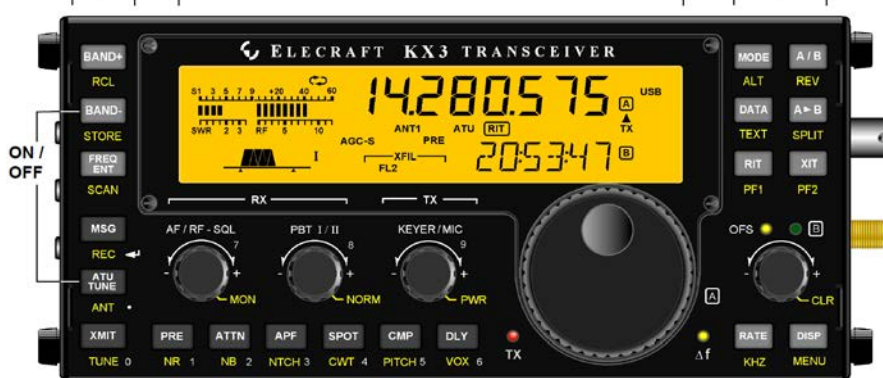 ELECRAFT KX3 TRANSCEIVER
BAND+
RCL
BAND-
STORE
ON / OFF
FREQ ENT
SCAN
MSG
REC
ATU TUNE
ANT
XMIT
TUNE 0
S1 3 5 7 9 +20 40 60
SWR 2 3 RF 5 10
14.280.575
USB
A
TX
ANT1 ATU RIT
AGC-S PRE
XFIL
FL2
I
20:53:47
B
RX
TX
AF / RF - SQL 7
- +
MON
PBT I / II 8
- +
NORM
KEYER/MIC 9
- +
PWR
PRE
NR 1
ATTN
NB 2
APF
NTCH 3
SPOT
CWT 4
CMP
PITCH 5
DLY
VOX 6
TX
A
Δf
MODE
ALT
A / B
REV
DATA
TEXT
A►B
SPLIT
RIT
PF1
XIT
PF2
OFS
B
- +
CLR
RATE
KHZ
DISP
MENU